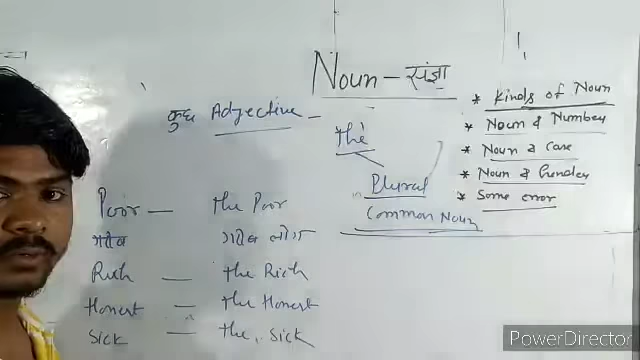 Noun - संज्ञा
कुछ Adjective -
the
Plural
Common Noun
* Kinds of Noun
* Noun & Number
* Noun & Case
* Noun & Gender
* Some error
Poor — the Poor
गरीब गरीब लोग
Rich — the Rich
Honest — the Honest
Sick — the Sick
PowerDirector